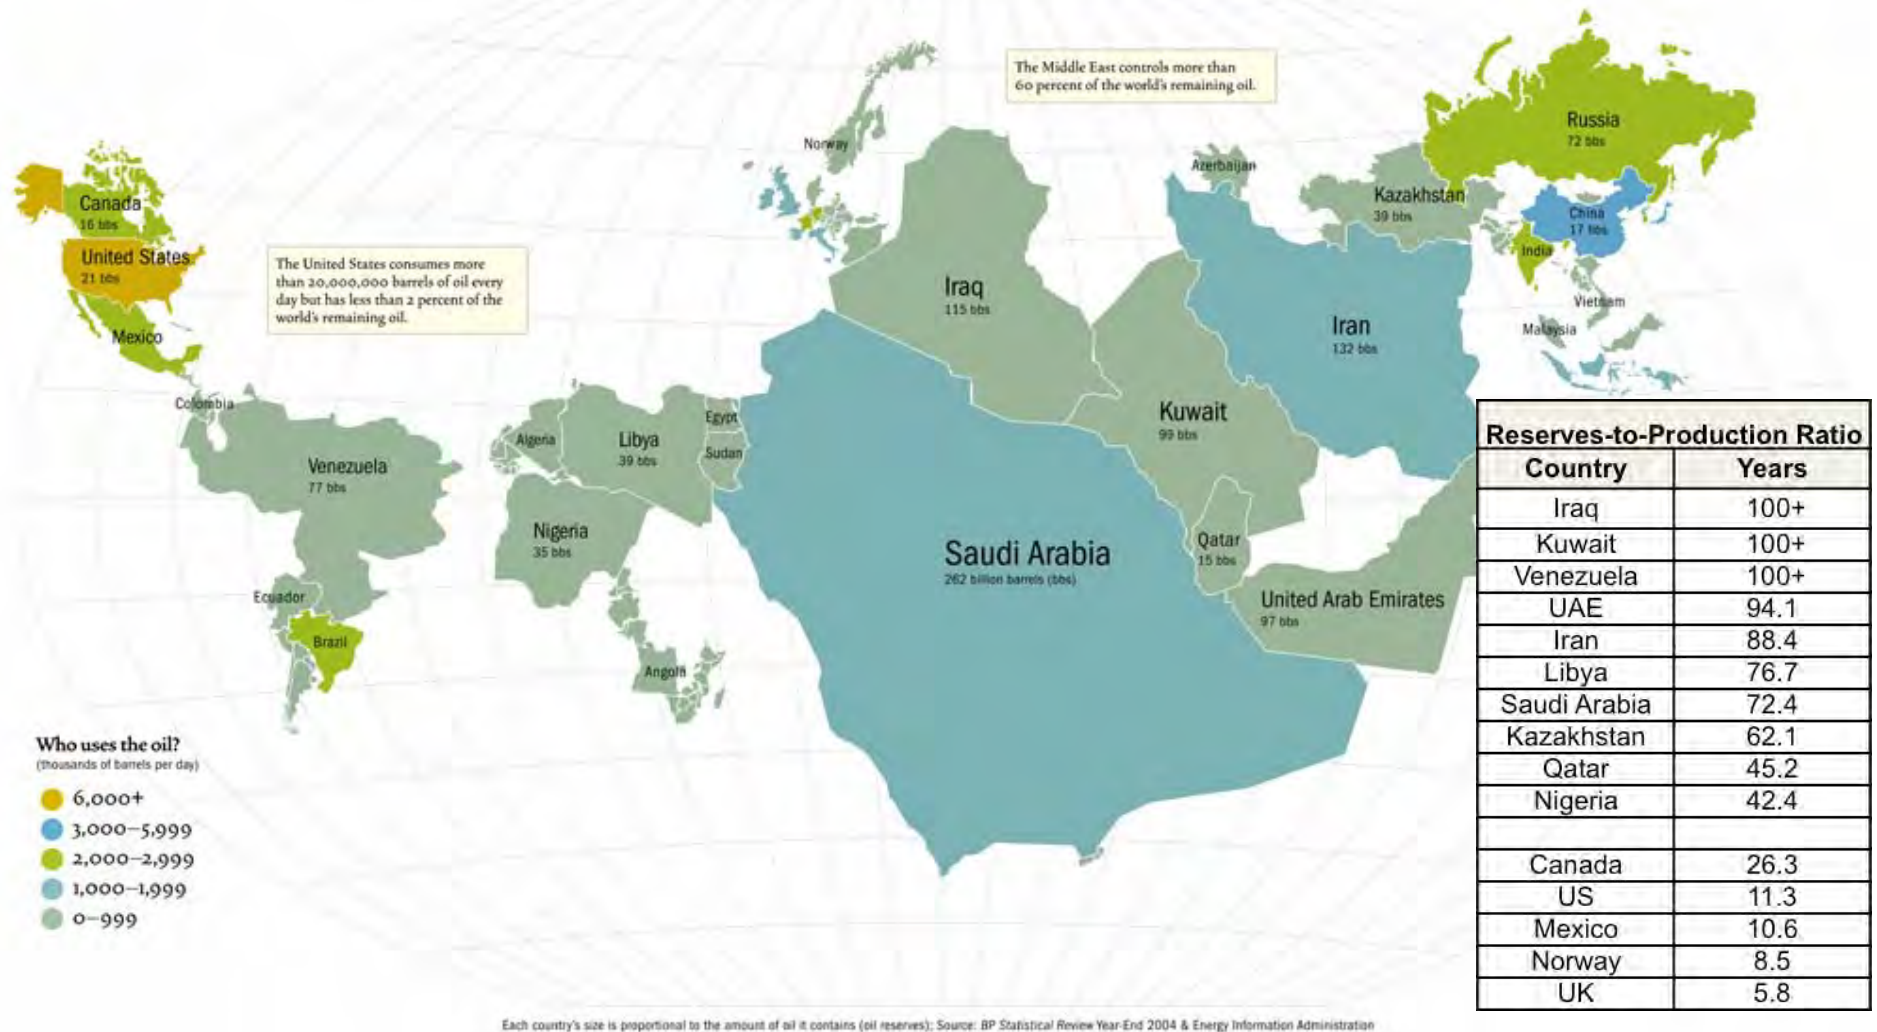 The Middle East controls more than
60 percent of the world's remaining oil.
Norway
Azerbaijan
Russia
72 bbs
Kazakhstan
39 bbs
China
17 bbs
India
Vietnam
Malaysia
Canada
16 bbs
United States
21 bbs
Mexico
The United States consumes more
than 20,000,000 barrels of oil every
day but has less than 2 percent of the
world's remaining oil.
Iraq
115 bbs
Iran
132 bbs
Kuwait
99 bbs
Colombia
Venezuela
77 bbs
Algeria
Libya
39 bbs
Egypt
Sudan
Nigeria
35 bbs
Saudi Arabia
262 billion barrels (bbs)
Qatar
15 bbs
United Arab Emirates
97 bbs
Ecuador
Brazil
Angola
Who uses the oil?
(thousands of barrels per day)
6,000+
3,000–5,999
2,000–2,999
1,000–1,999
0–999
Reserves-to-Production Ratio
Country Years
Iraq 100+
Kuwait 100+
Venezuela 100+
UAE 94.1
Iran 88.4
Libya 76.7
Saudi Arabia 72.4
Kazakhstan 62.1
Qatar 45.2
Nigeria 42.4
Canada 26.3
US 11.3
Mexico 10.6
Norway 8.5
UK 5.8
Each country's size is proportional to the amount of oil it contains (oil reserves); Source: BP Statistical Review Year-End 2004 & Energy Information Administration